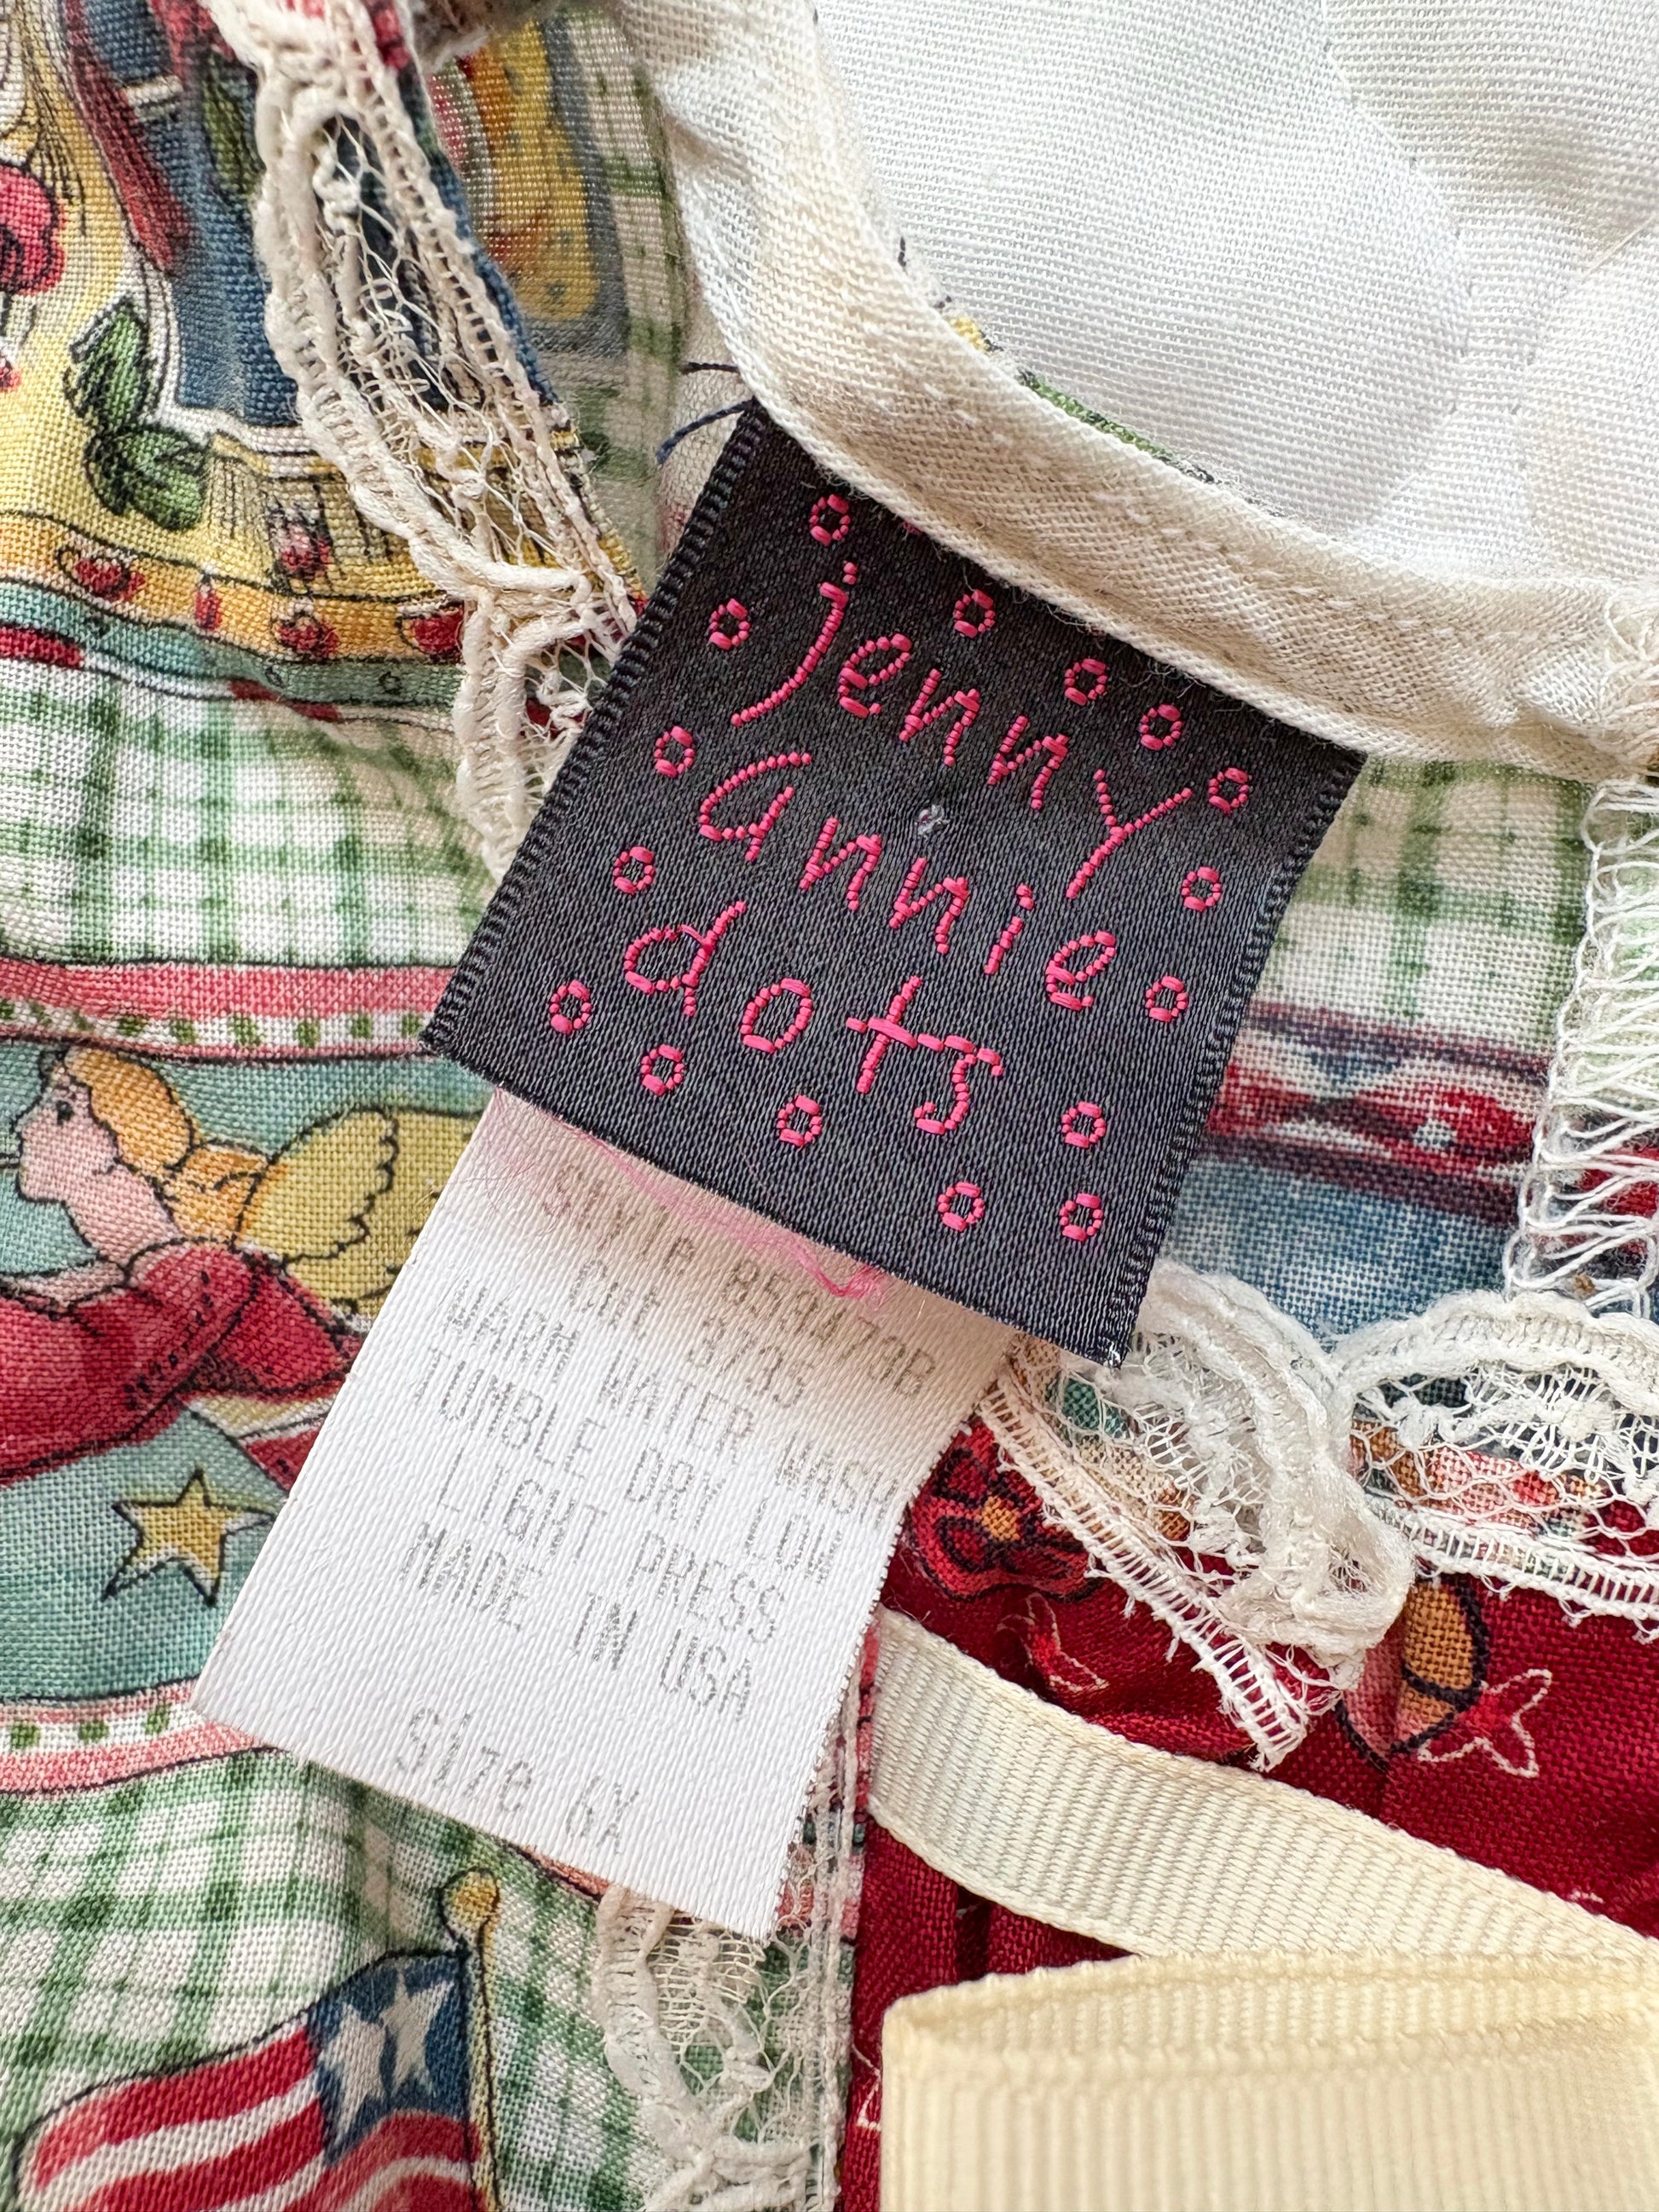 jenny
annie
dots
WARM WATER WASH
TUMBLE DRY LOW
LIGHT PRESS
MADE IN USA
Size 6X